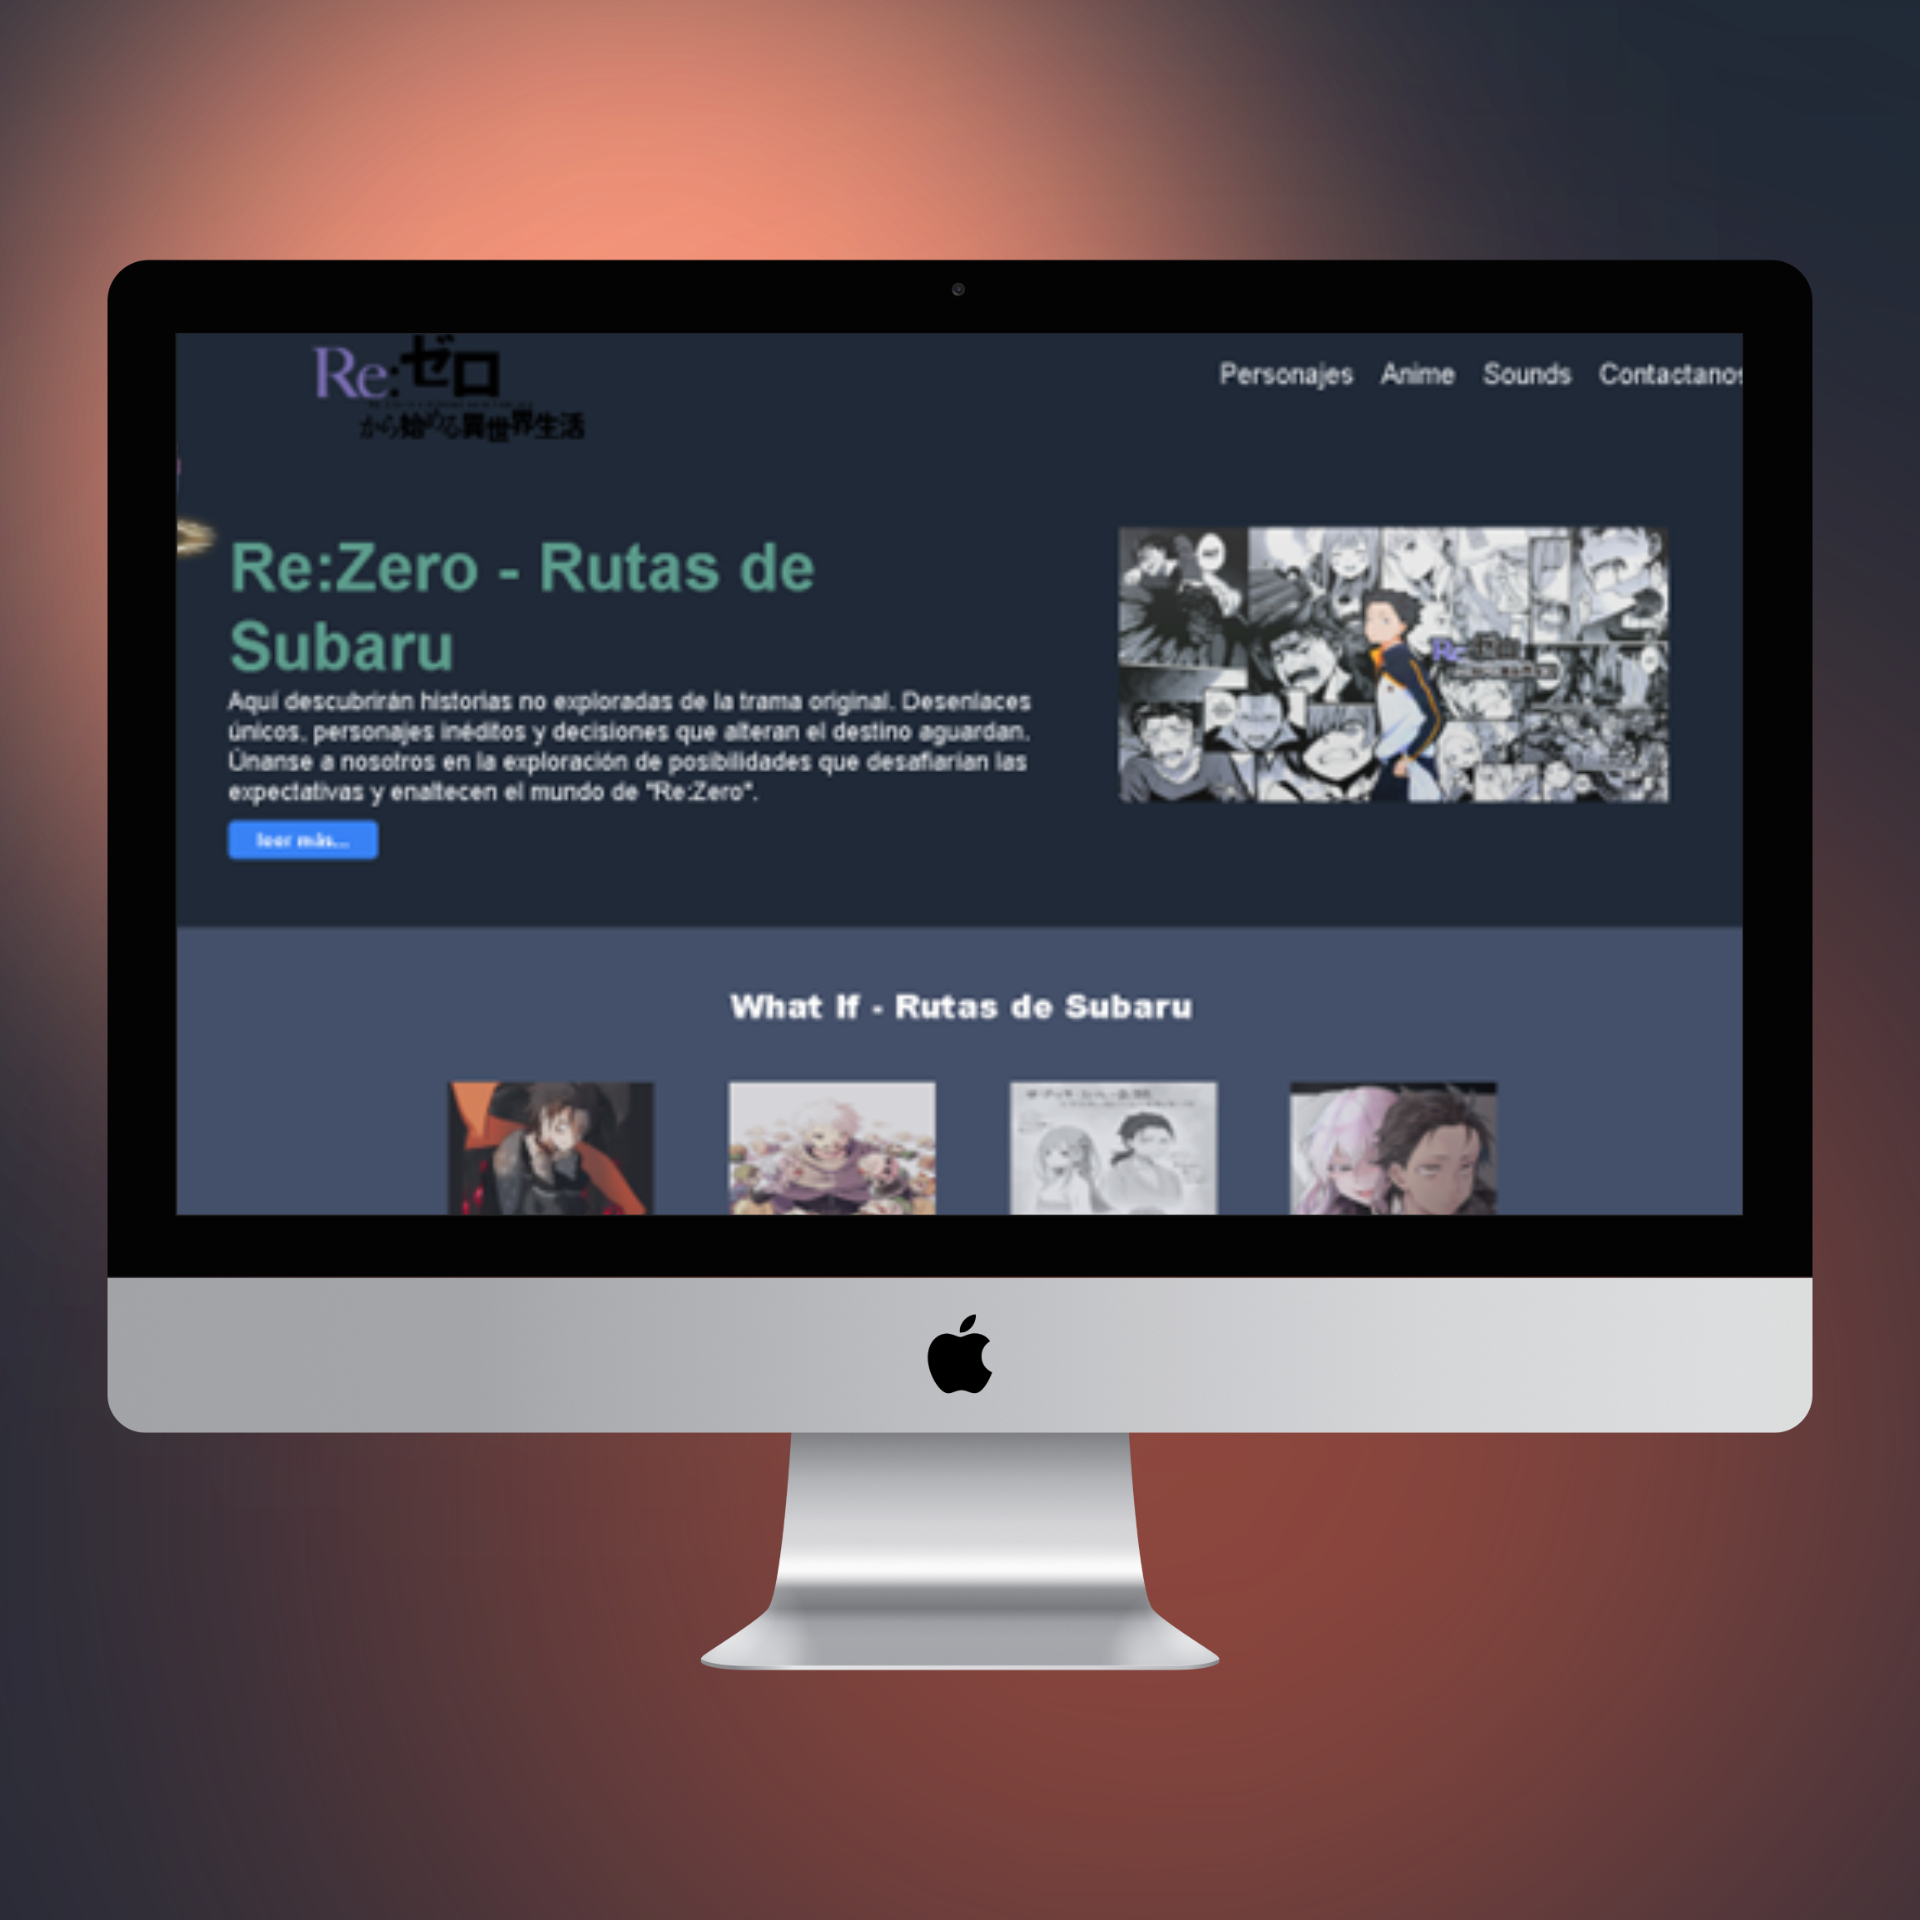 Re:ゼロ
から始める異世界生活
Personajes Anime Sounds Contactanos
Re:Zero - Rutas de
Subaru
Aquí descubrirán historias no exploradas de la trama original. Desenlaces
únicos, personajes inéditos y decisiones que alteran el destino aguardan.
Únanse a nosotros en la exploración de posibilidades que desafiarían las
expectativas y enaltecen el mundo de "Re:Zero".
leer más...
What If - Rutas de Subaru